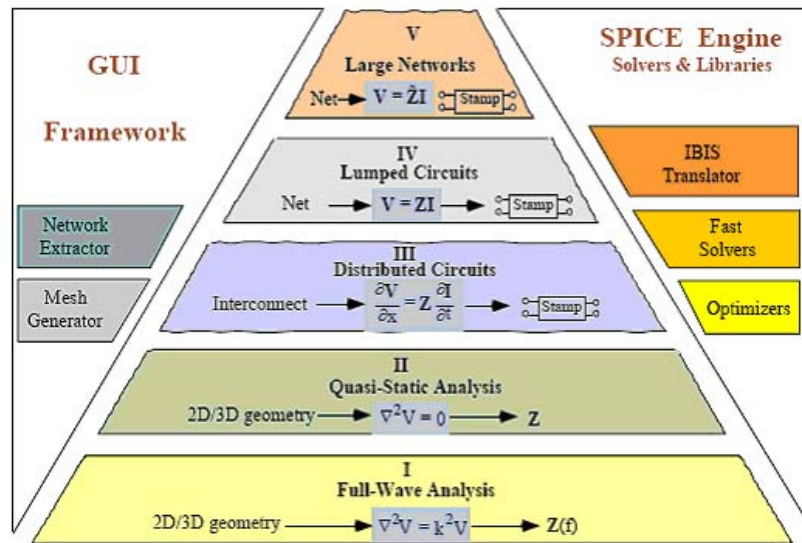 GUI
Framework
Network
Extractor
Mesh
Generator
V
Large Networks
Net V = ẐI Stamp
IV
Lumped Circuits
Net V = ZI Stamp
III
Distributed Circuits
Interconnect ∂V/∂x = Z ∂I/∂t Stamp
II
Quasi-Static Analysis
2D/3D geometry ∇²V = 0 Z
I
Full-Wave Analysis
2D/3D geometry ∇²V = k²V Z(f)
SPICE Engine
Solvers & Libraries
IBIS
Translator
Fast
Solvers
Optimizers